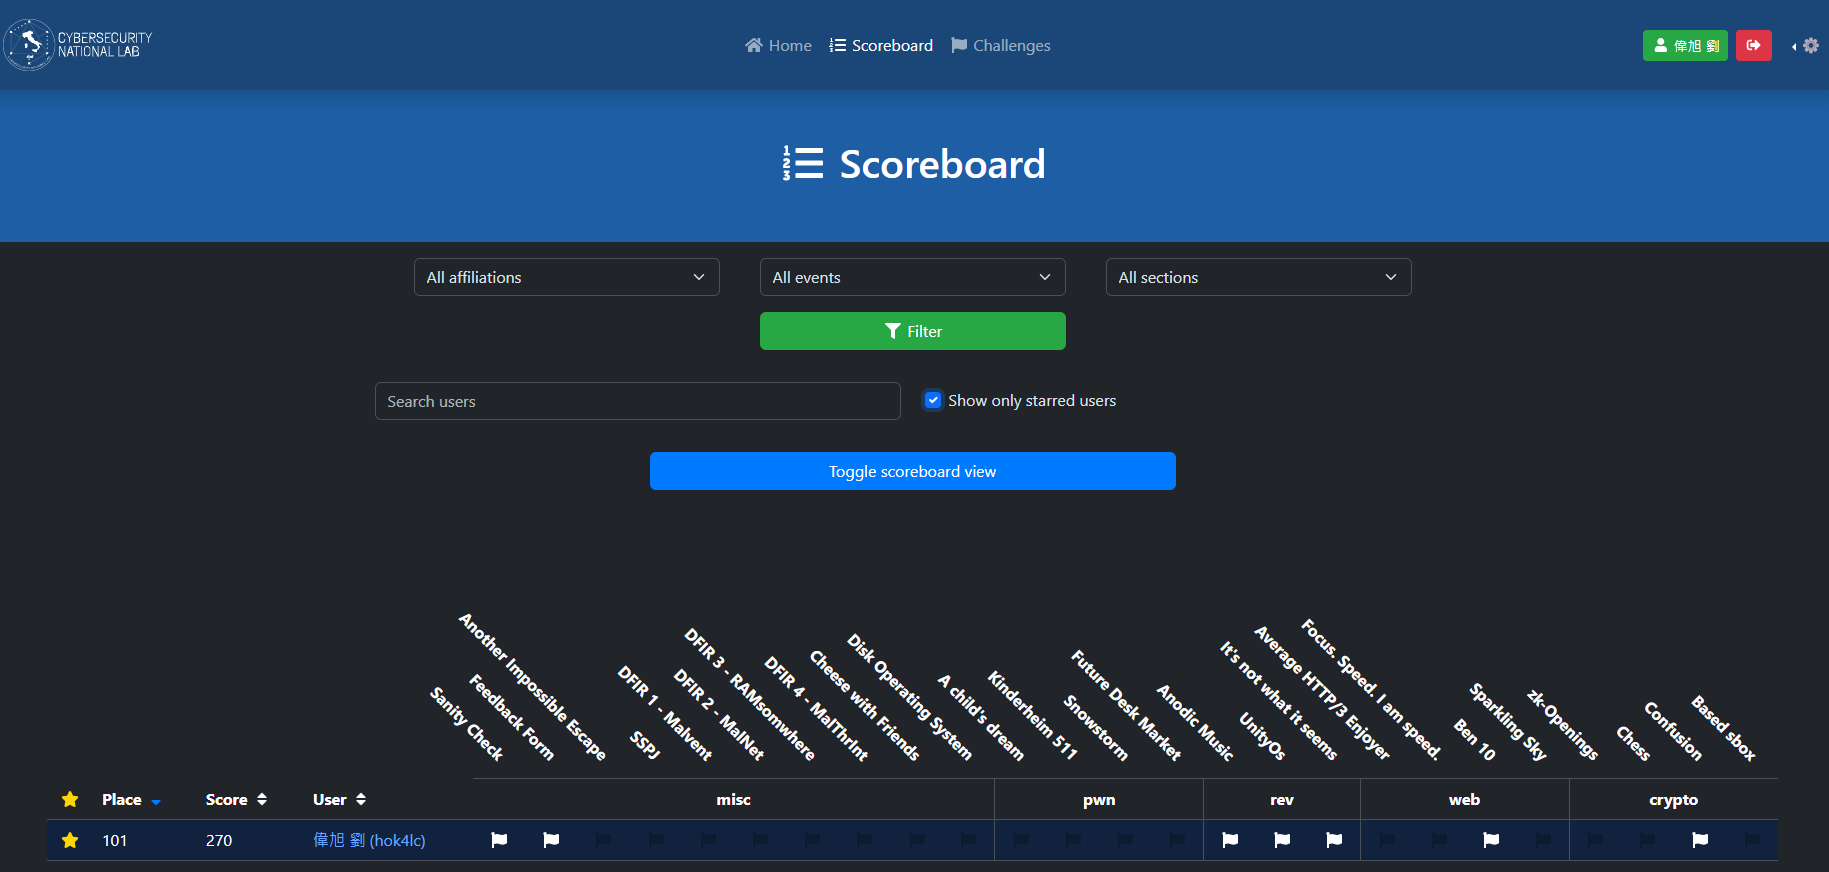 CYBERSECURITY
NATIONAL LAB
Home
Scoreboard
Challenges
偉旭 劉
Scoreboard
All affiliations
All events
All sections
Filter
Search users
Show only starred users
Toggle scoreboard view
Sanity Check
Feedback Form
Another Impossible Escape
SSPJ
DFIR 1 - Malvent
DFIR 2 - MalNet
DFIR 3 - RAMsomwhere
DFIR 4 - MalThrInt
Cheese with Friends
Disk Operating System
A child's dream
Kinderheim 511
Snowstorm
Future Desk Market
Anodic Music
UnityOs
It's not what it seems
Average HTTP/3 Enjoyer
Focus. Speed. I am speed.
Ben 10
Sparkling Sky
zk-Openings
Chess
Confusion
Based sbox
Place Score User misc pwn rev web crypto
101 270 偉旭 劉 (hok4lc)